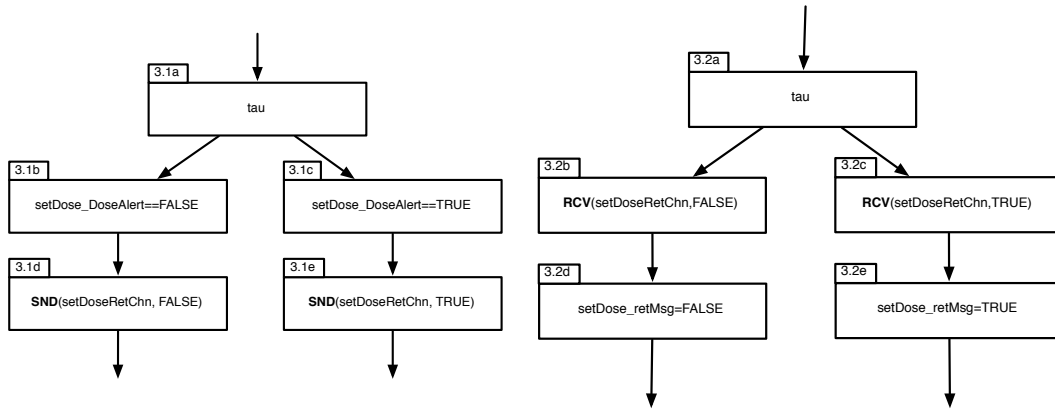 3.1a
tau
3.1b
setDose_DoseAlert==FALSE
3.1c
setDose_DoseAlert==TRUE
3.1d
SND(setDoseRetChn, FALSE)
3.1e
SND(setDoseRetChn, TRUE)
3.2a
tau
3.2b
RCV(setDoseRetChn,FALSE)
3.2c
RCV(setDoseRetChn,TRUE)
3.2d
setDose_retMsg=FALSE
3.2e
setDose_retMsg=TRUE